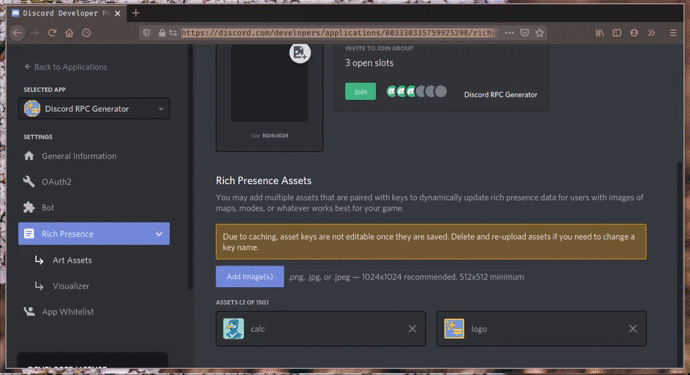 Discord Developer Po
https://discord.com/developers/applications/803330335759925298/rich-
Back to Applications
SELECTED APP
Discord RPC Generator
SETTINGS
General Information
OAuth2
Bot
Rich Presence
Art Assets
Visualizer
App Whitelist
Size: 1024x1024
INVITE TO JOIN GROUP
3 open slots
Join
Discord RPC Generator
Rich Presence Assets
You may add multiple assets that are paired with keys to dynamically update rich presence data for users with images of
maps, modes, or whatever works best for your game.
Due to caching, asset keys are not editable once they are saved. Delete and re-upload assets if you need to change a
key name.
Add Image(s)
.png, .jpg, or .jpeg — 1024x1024 recommended, 512x512 minimum
ASSETS (2 OF 150)
calc
logo